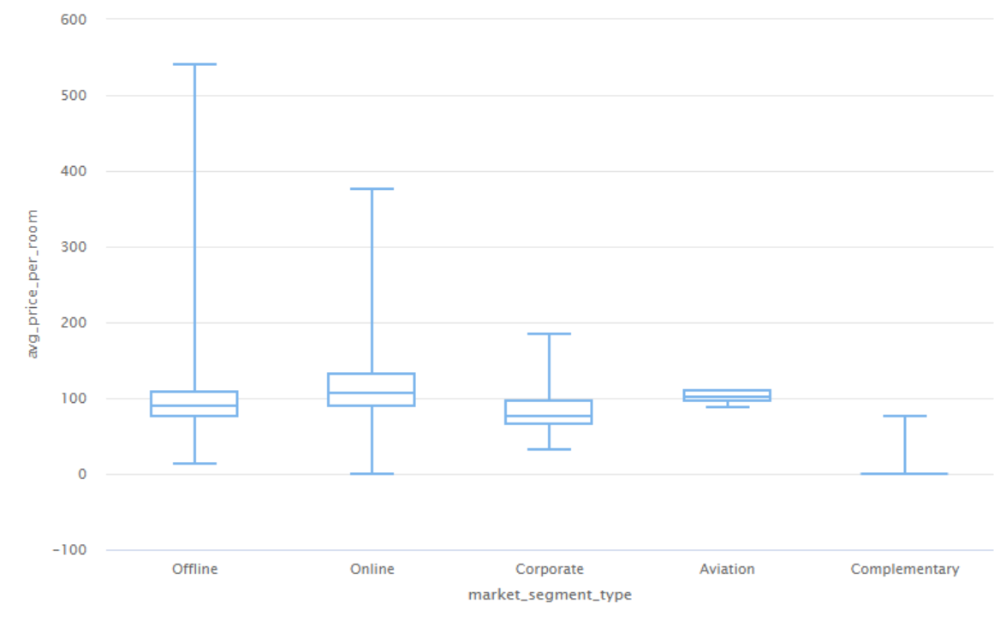 600
500
400
300
200
100
0
-100
avg_price_per_room
Offline Online Corporate Aviation Complementary
market_segment_type